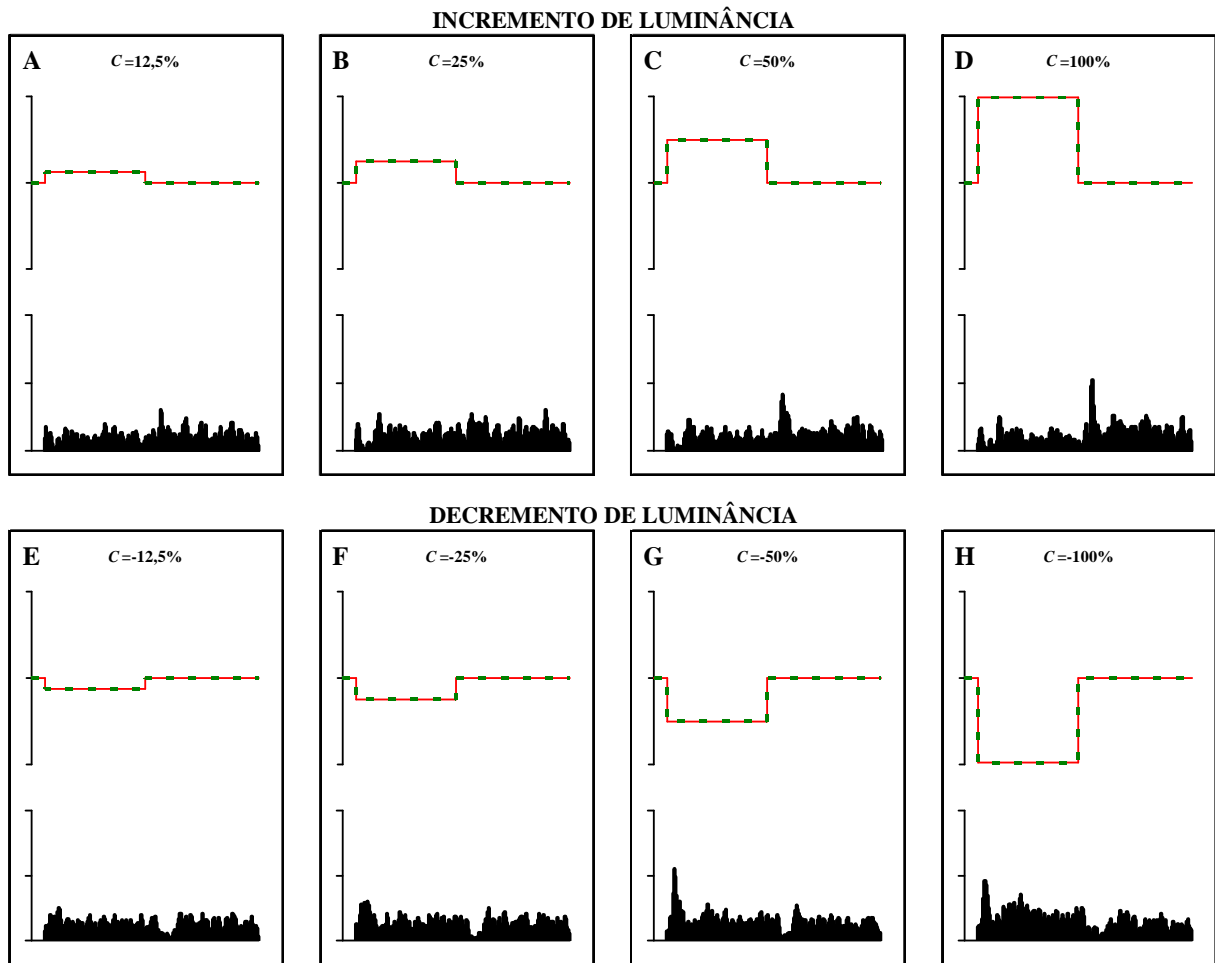 INCREMENTO DE LUMINÂNCIA
A C=12,5%
B C=25%
C C=50%
D C=100%
DECREMENTO DE LUMINÂNCIA
E C=-12,5%
F C=-25%
G C=-50%
H C=-100%